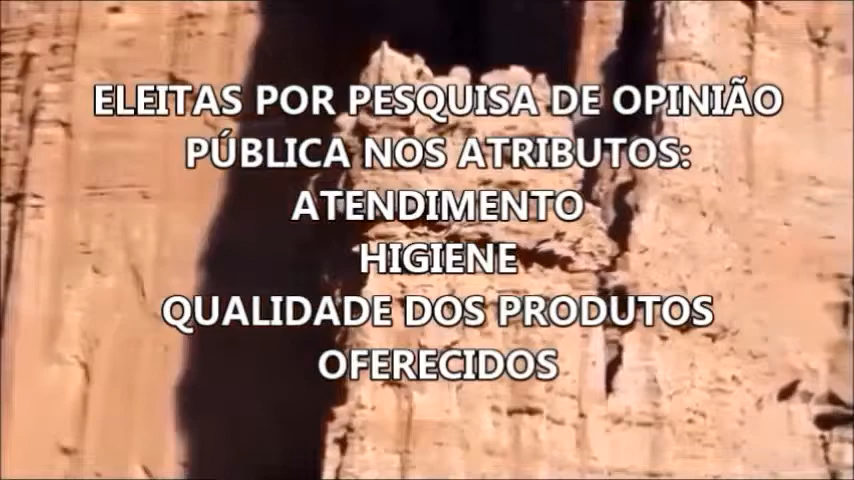 ELEITAS POR PESQUISA DE OPINIÃO
PÚBLICA NOS ATRIBUTOS:
ATENDIMENTO
HIGIENE
QUALIDADE DOS PRODUTOS
OFERECIDOS